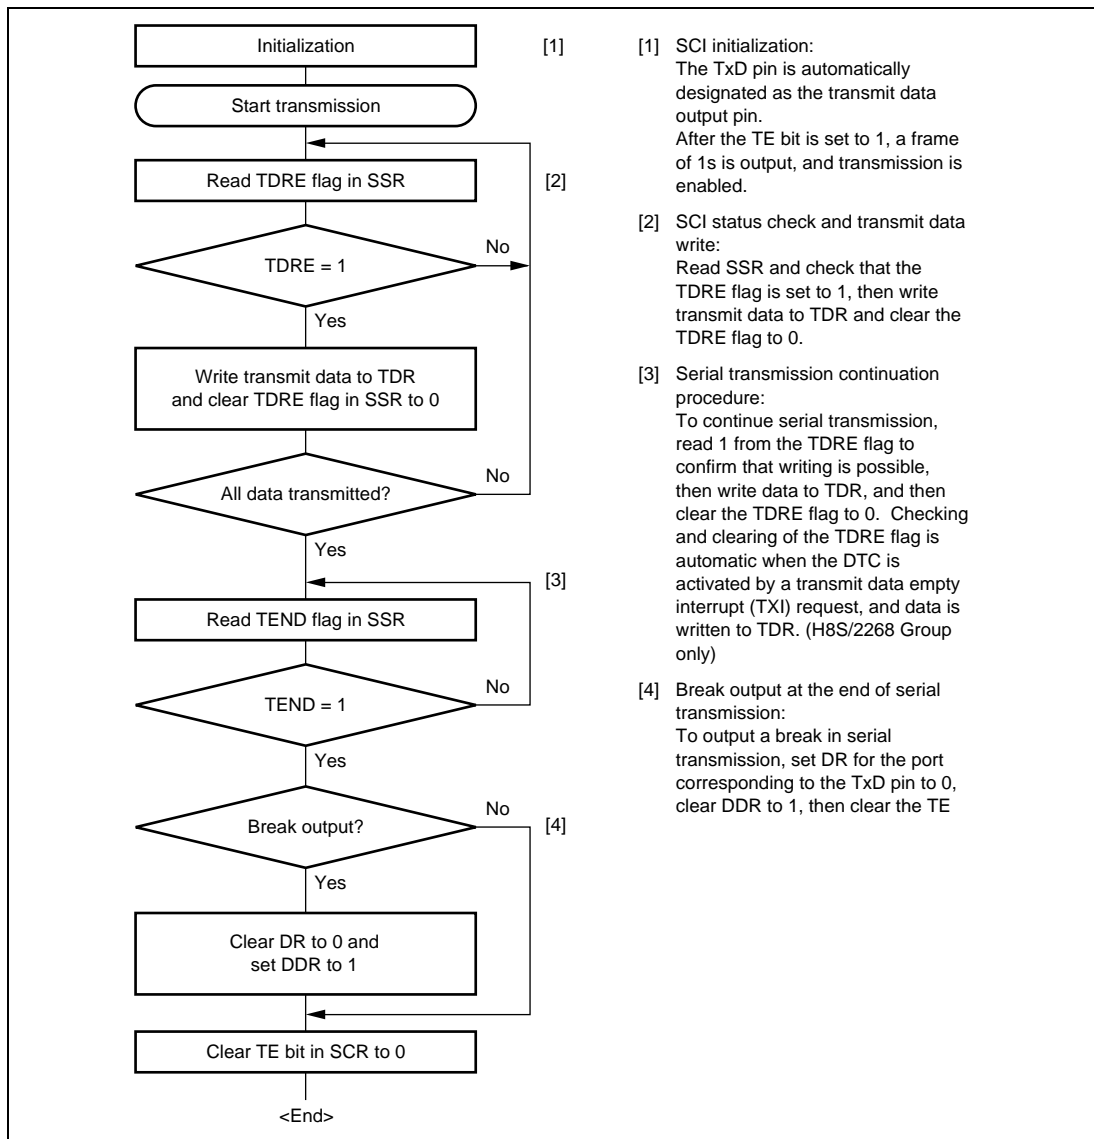 Initialization
[1]
Start transmission
Read TDRE flag in SSR
[2]
TDRE = 1
No
Yes
Write transmit data to TDR
and clear TDRE flag in SSR to 0
All data transmitted?
No
Yes
[3]
Read TEND flag in SSR
TEND = 1
No
Yes
Break output?
No
[4]
Yes
Clear DR to 0 and
set DDR to 1
Clear TE bit in SCR to 0
<End>
[1] SCI initialization:
The TxD pin is automatically
designated as the transmit data
output pin.
After the TE bit is set to 1, a frame
of 1s is output, and transmission is
enabled.
[2] SCI status check and transmit data
write:
Read SSR and check that the
TDRE flag is set to 1, then write
transmit data to TDR and clear the
TDRE flag to 0.
[3] Serial transmission continuation
procedure:
To continue serial transmission,
read 1 from the TDRE flag to
confirm that writing is possible,
then write data to TDR, and then
clear the TDRE flag to 0.  Checking
and clearing of the TDRE flag is
automatic when the DTC is
activated by a transmit data empty
interrupt (TXI) request, and data is
written to TDR. (H8S/2268 Group
only)
[4] Break output at the end of serial
transmission:
To output a break in serial
transmission, set DR for the port
corresponding to the TxD pin to 0,
clear DDR to 1, then clear the TE